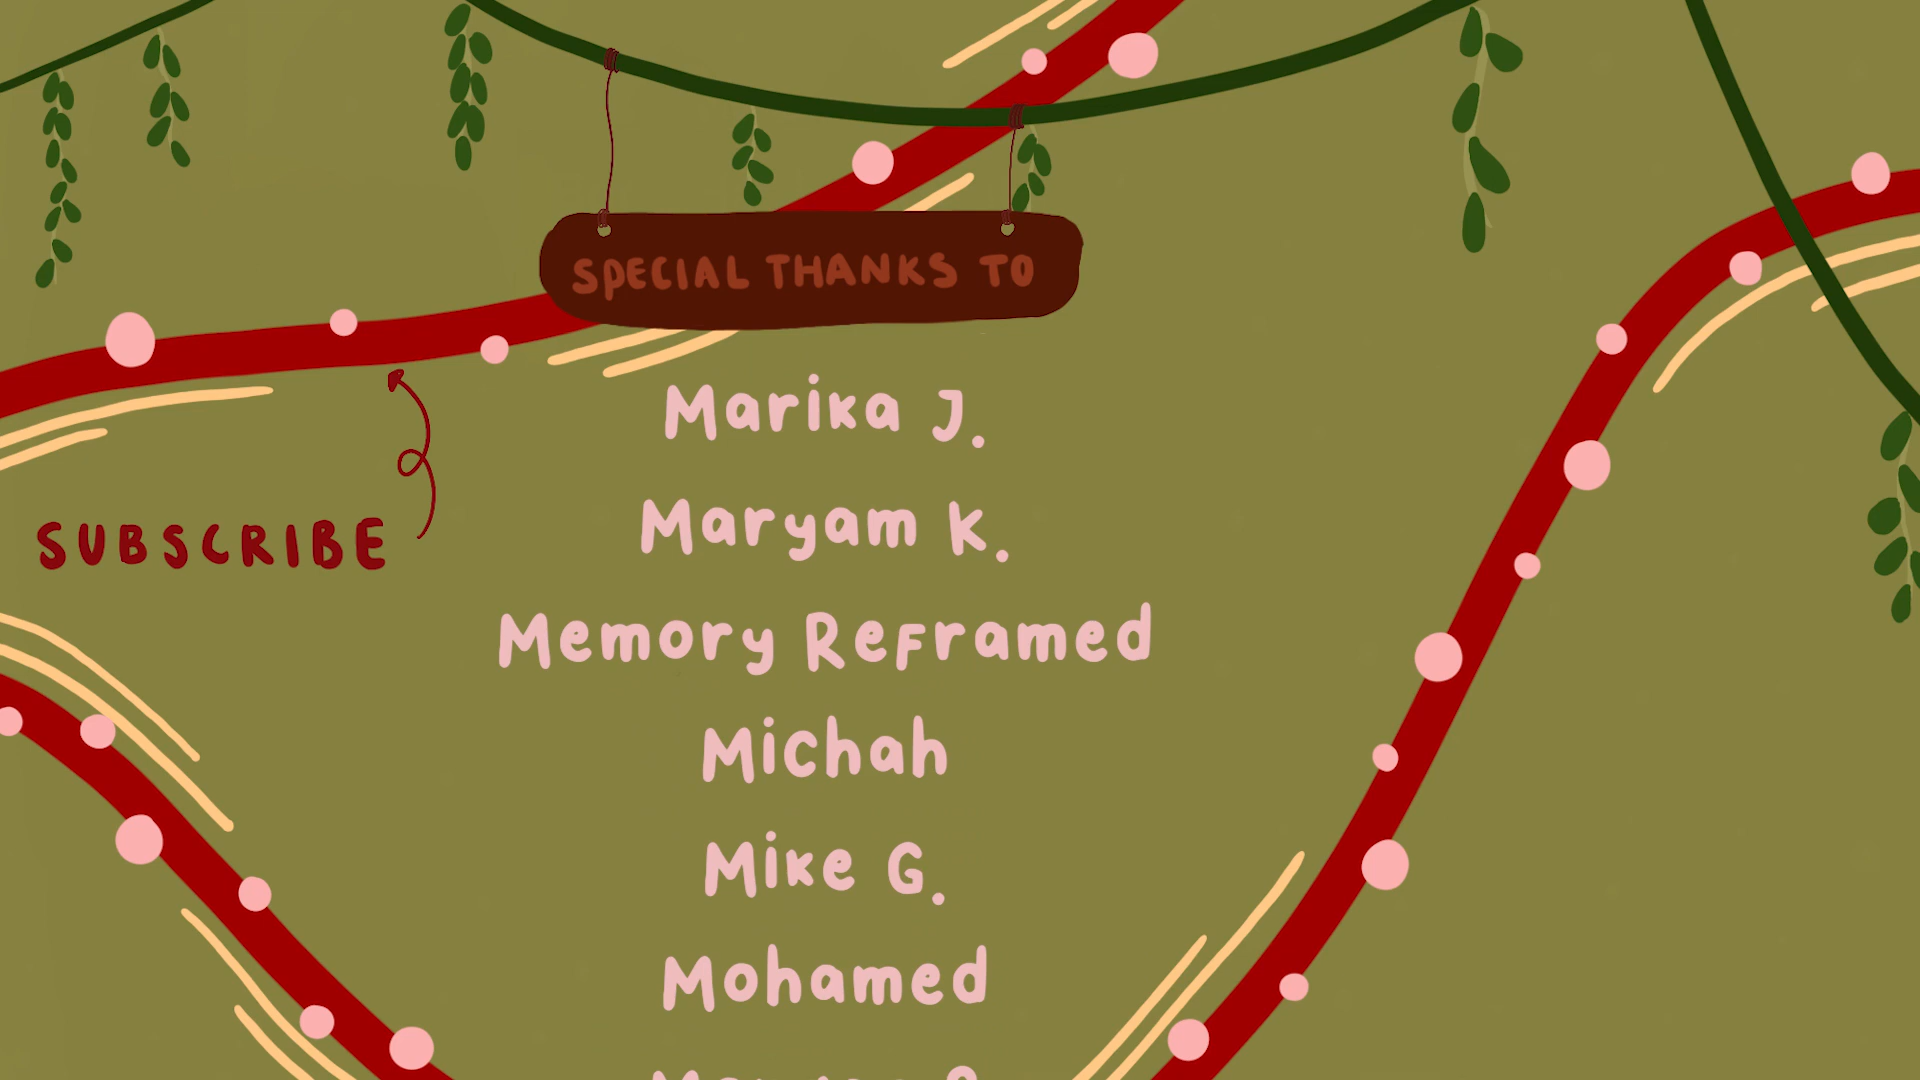 SPECIAL THANKS TO
Marika J.
Maryam K.
SUBSCRIBE
Memory Reframed
Michah
Mike G.
Mohamed